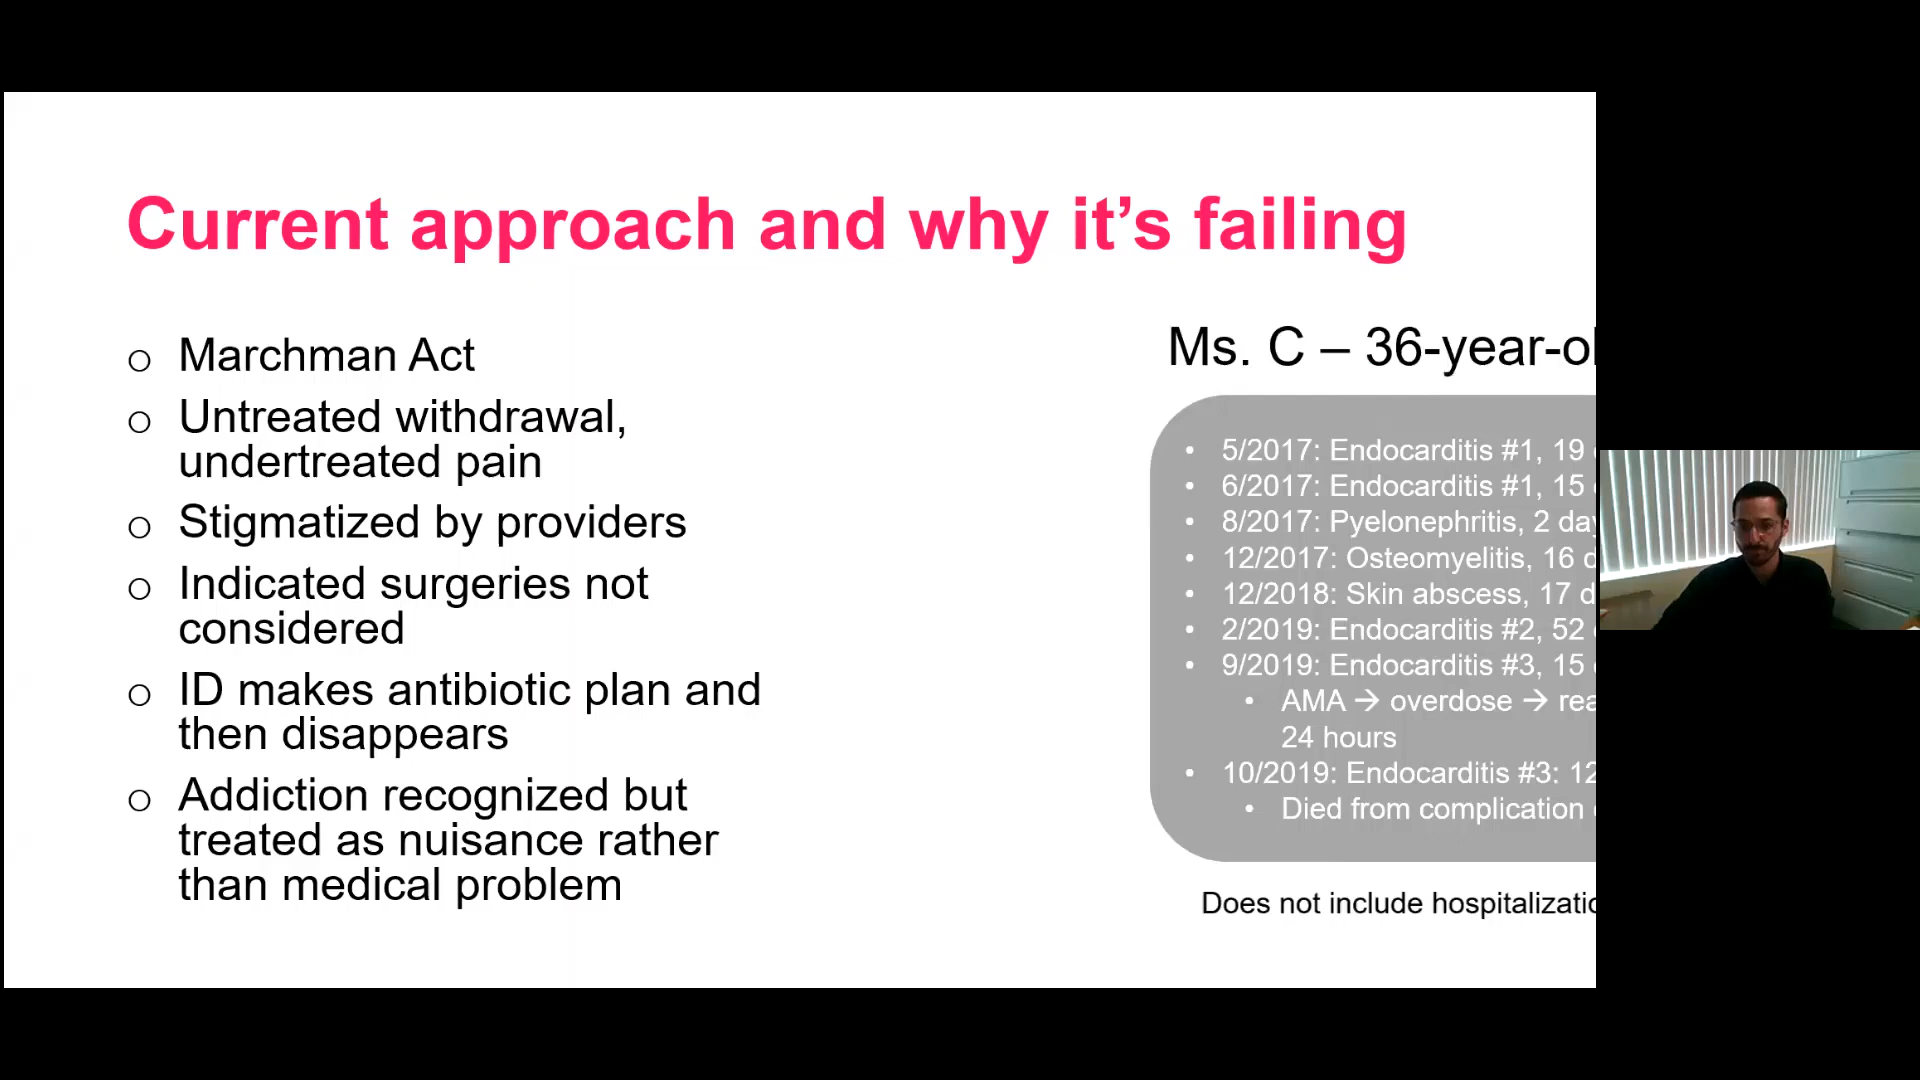 Current approach and why it’s failing
o Marchman Act
o Untreated withdrawal,
undertreated pain
o Stigmatized by providers
o Indicated surgeries not
considered
o ID makes antibiotic plan and
then disappears
o Addiction recognized but
treated as nuisance rather
than medical problem
Ms. C – 36-year-ol
• 5/2017: Endocarditis #1, 19
• 6/2017: Endocarditis #1, 15
• 8/2017: Pyelonephritis, 2 day
• 12/2017: Osteomyelitis, 16 d
• 12/2018: Skin abscess, 17 d
• 2/2019: Endocarditis #2, 52
• 9/2019: Endocarditis #3, 15
• AMA → overdose → rea
24 hours
• 10/2019: Endocarditis #3: 12
• Died from complication
Does not include hospitalizatio